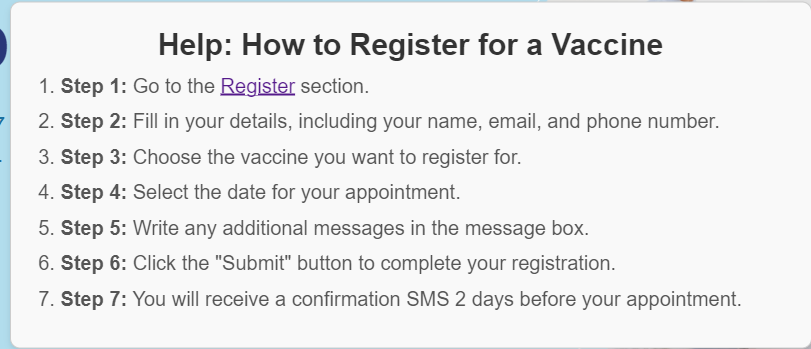 Help: How to Register for a Vaccine
1. Step 1: Go to the Register section.
2. Step 2: Fill in your details, including your name, email, and phone number.
3. Step 3: Choose the vaccine you want to register for.
4. Step 4: Select the date for your appointment.
5. Step 5: Write any additional messages in the message box.
6. Step 6: Click the "Submit" button to complete your registration.
7. Step 7: You will receive a confirmation SMS 2 days before your appointment.